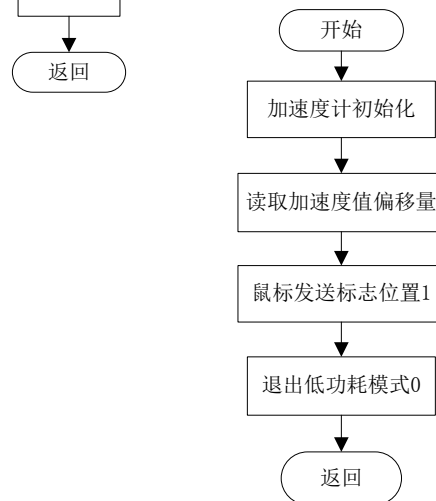 返回
开始
加速度计初始化
读取加速度值偏移量
鼠标发送标志位置1
退出低功耗模式0
返回